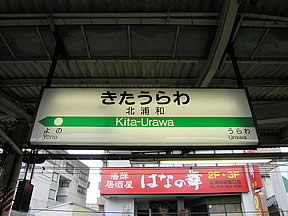 きたうらわ
北浦和
Kita-Urawa
よの
Yono
うらわ
Urawa
海鮮
居酒屋
はなの舞
2F・3F